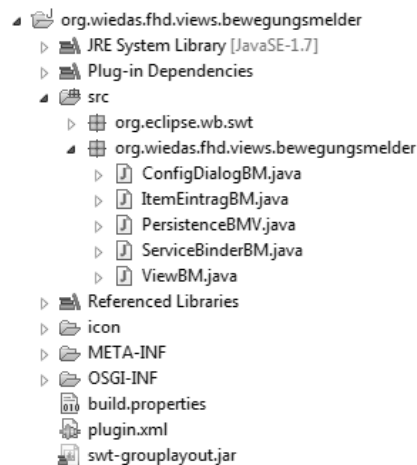 org.wiedas.fhd.views.bewegungsmelder
JRE System Library [JavaSE-1.7]
Plug-in Dependencies
src
org.eclipse.wb.swt
org.wiedas.fhd.views.bewegungsmelder
ConfigDialogBM.java
ItemEintragBM.java
PersistenceBMV.java
ServiceBinderBM.java
ViewBM.java
Referenced Libraries
icon
META-INF
OSGI-INF
build.properties
plugin.xml
swt-grouplayout.jar